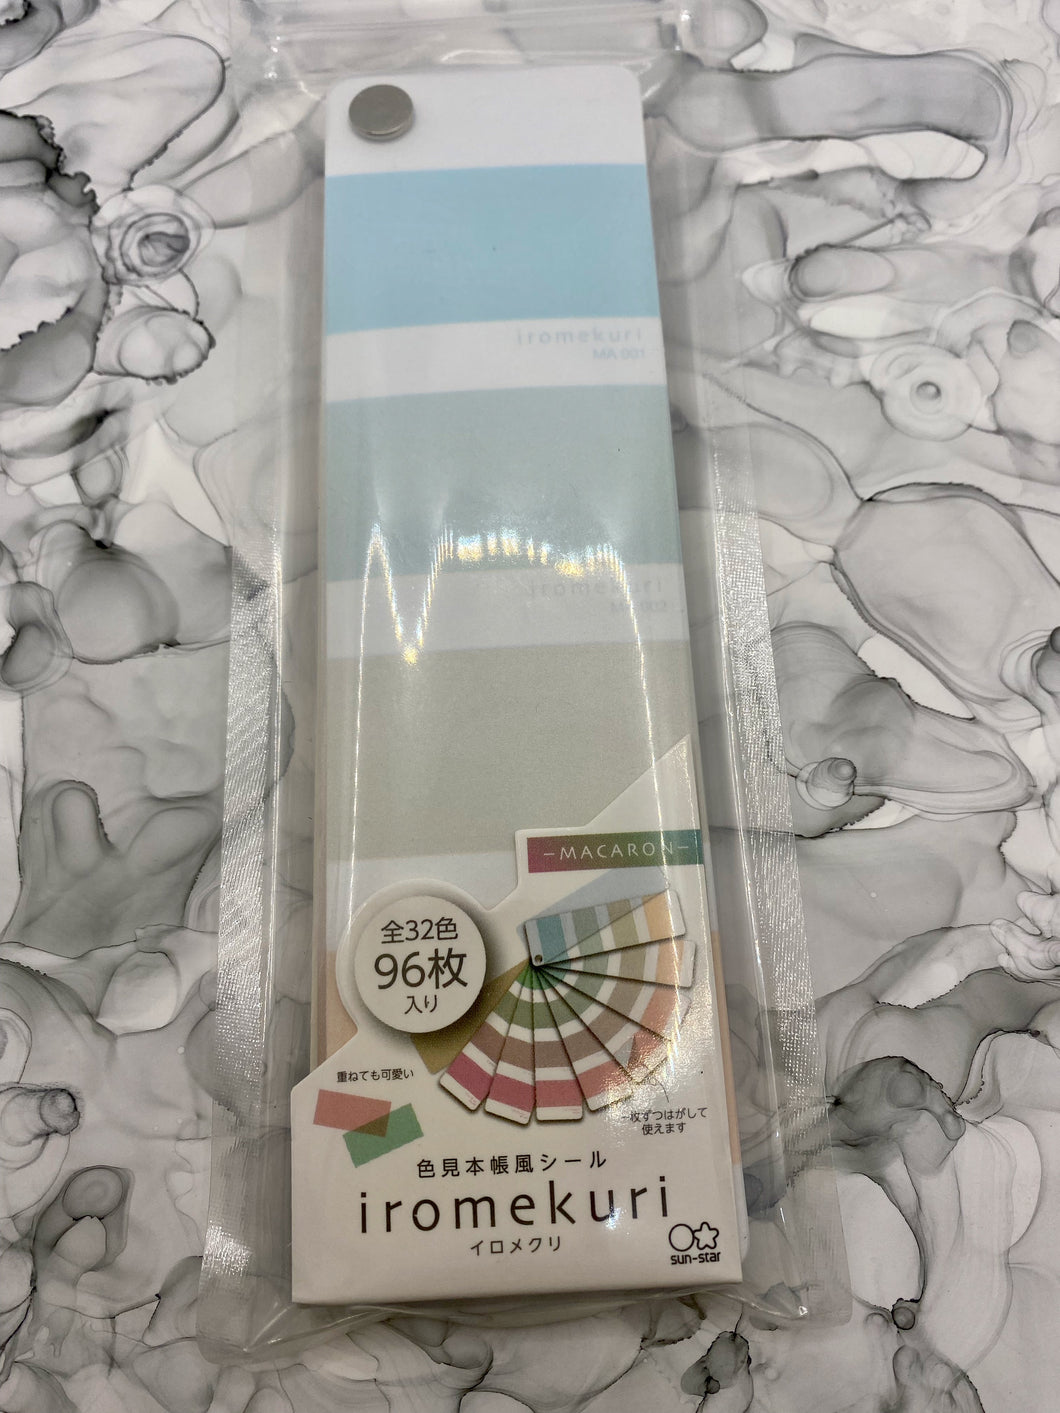 iromekuri
MA 001
iromekuri
MA 002
-MACARON-
全32色
96枚
入り
重ねても可愛い
一枚ずつはがして
使えます
色見本帳風シール
iromekuri
イロメクリ
sun-star